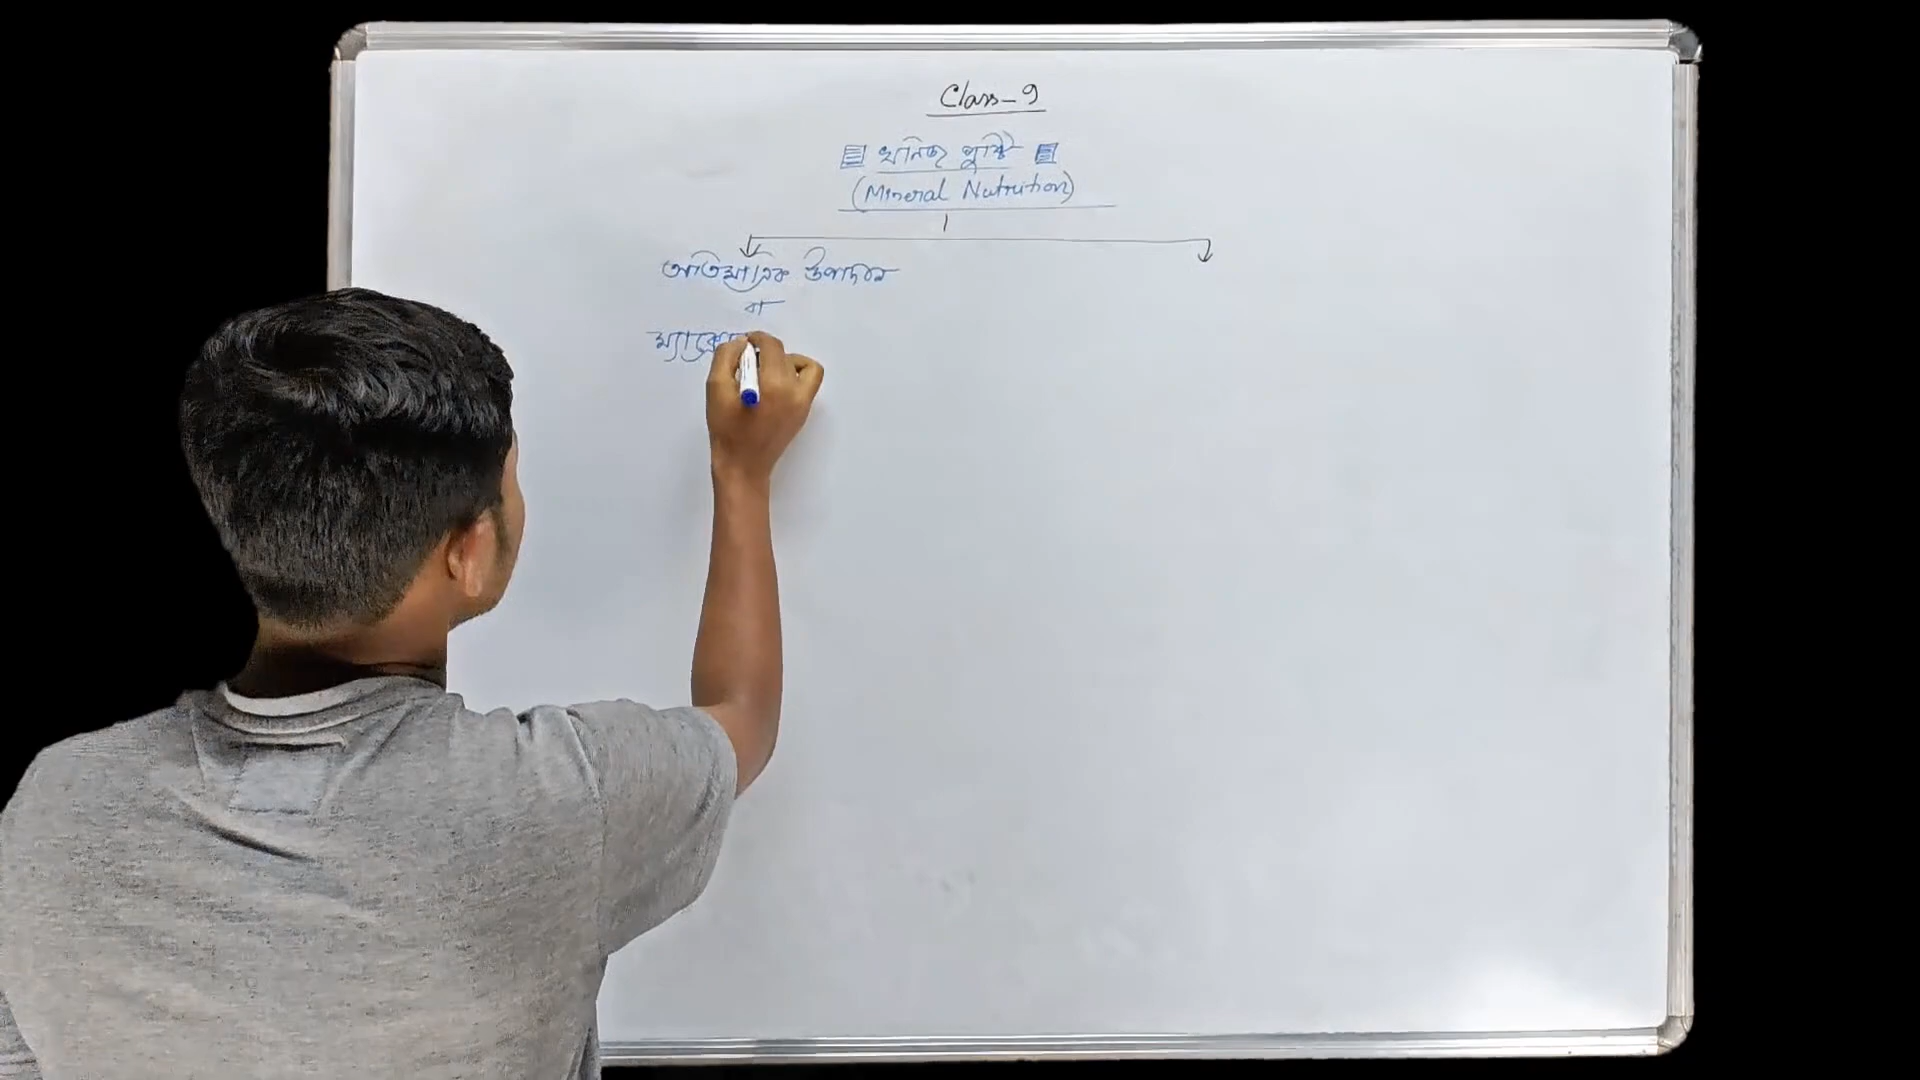 Class-9
খনিজ পুষ্টি
(Mineral Nutrition)
অতিমাত্রিক উপাদান
বা
ম্যাক্রো